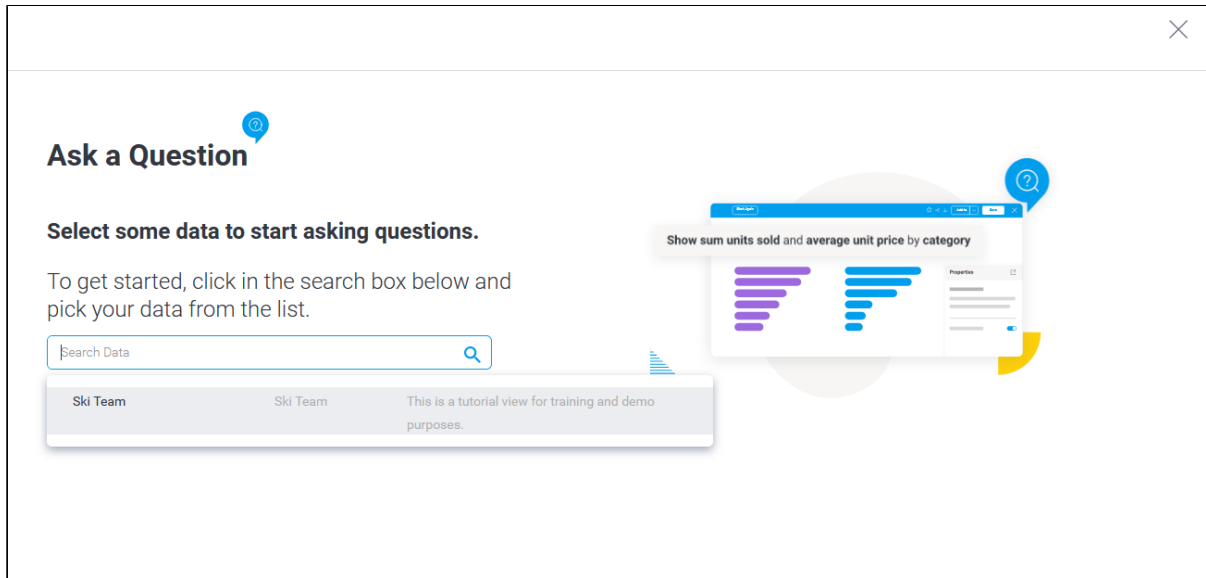 Ask a Question
Select some data to start asking questions.
To get started, click in the search box below and
pick your data from the list.
Search Data
Ski Team Ski Team This is a tutorial view for training and demo
purposes.
Show sum units sold and average unit price by category
Properties